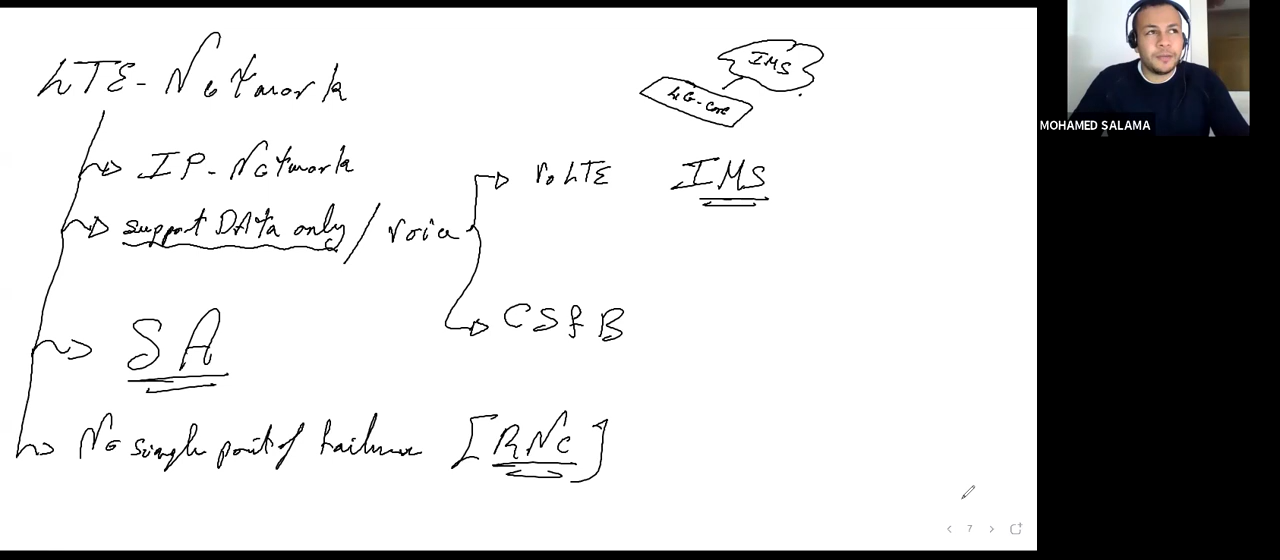 LTE-Network
IMS
4G-core
IP-Network
VoLTE IMS
support DATA only / voice
CSfB
SA
No single point of failure [RNC]
MOHAMED SALAMA
7